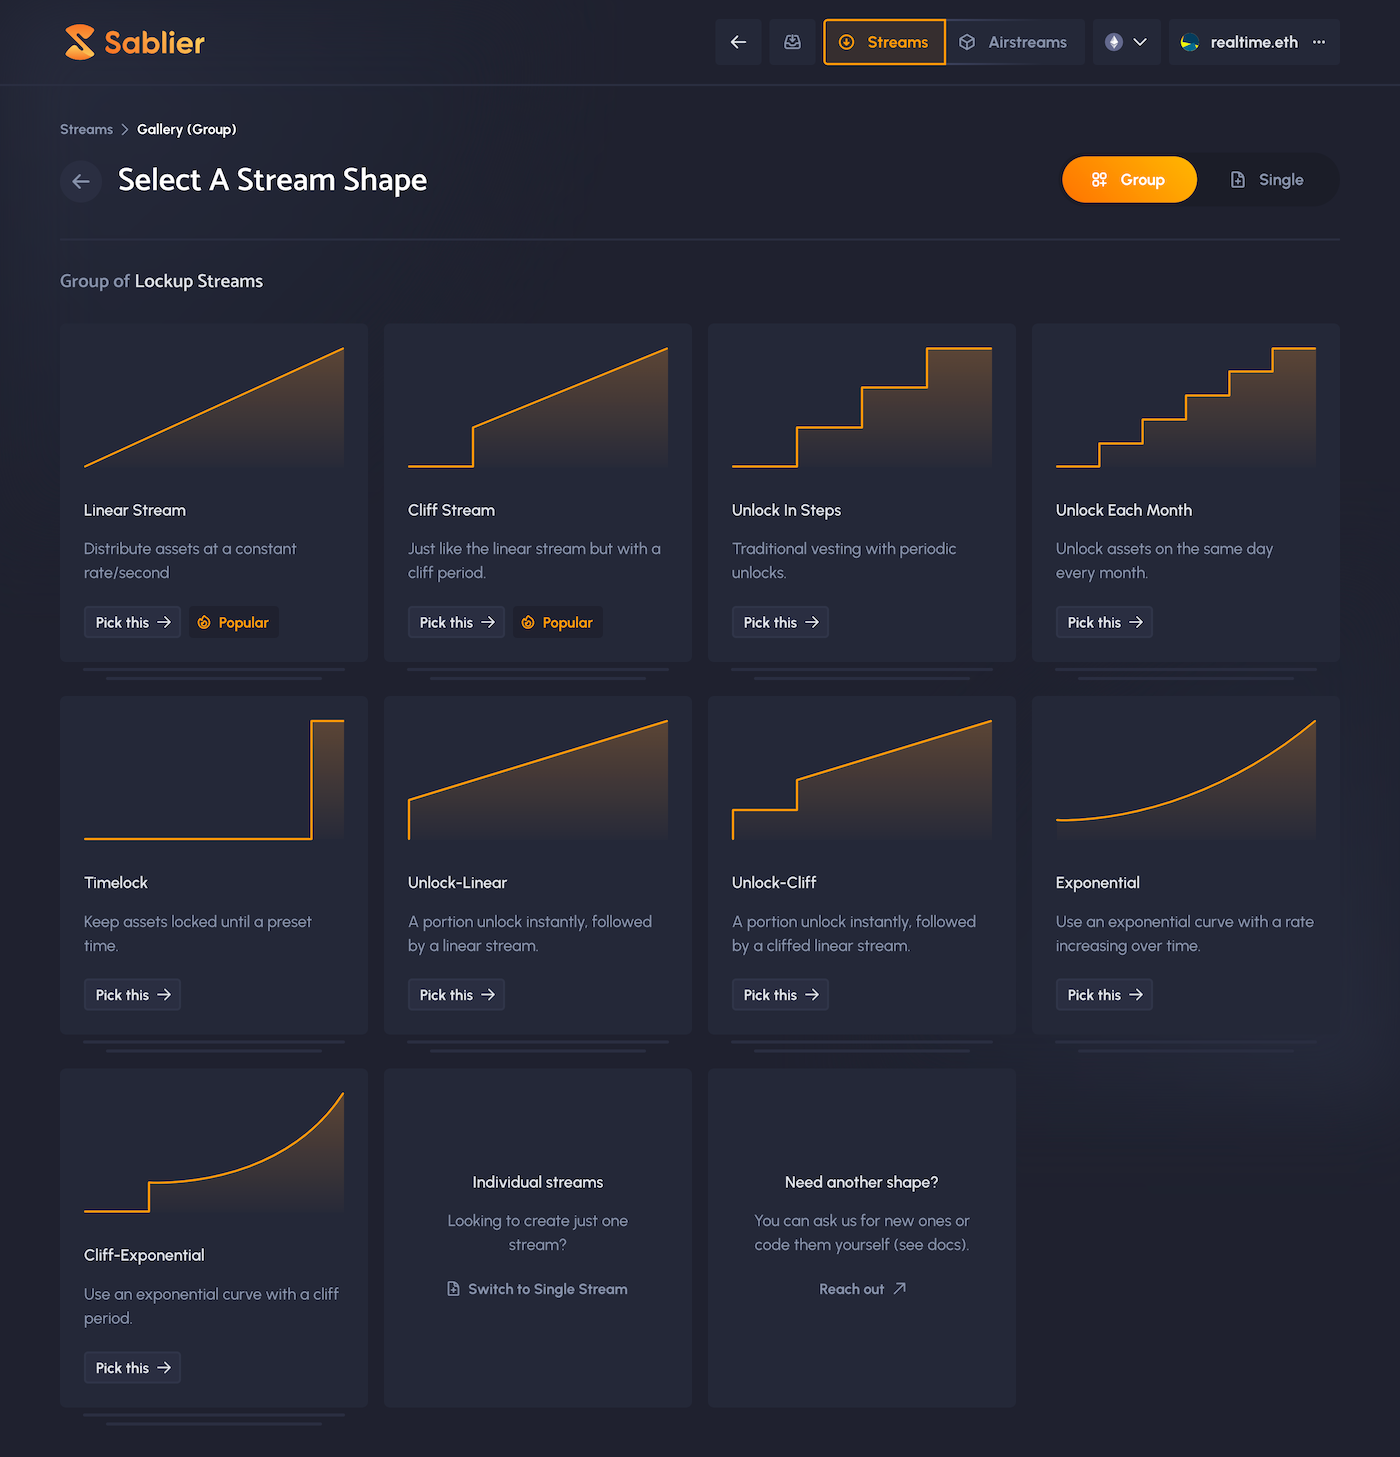 Sablier
Streams
Airstreams
realtime.eth
Streams
Gallery (Group)
Select A Stream Shape
Group
Single
Group of Lockup Streams
Linear Stream
Distribute assets at a constant
rate/second
Pick this
Popular
Cliff Stream
Just like the linear stream but with a
cliff period.
Pick this
Popular
Unlock In Steps
Traditional vesting with periodic
unlocks.
Pick this
Unlock Each Month
Unlock assets on the same day
every month.
Pick this
Timelock
Keep assets locked until a preset
time.
Pick this
Unlock-Linear
A portion unlock instantly, followed
by a linear stream.
Pick this
Unlock-Cliff
A portion unlock instantly, followed
by a cliffed linear stream.
Pick this
Exponential
Use an exponential curve with a rate
increasing over time.
Pick this
Cliff-Exponential
Use an exponential curve with a cliff
period.
Pick this
Individual streams
Looking to create just one
stream?
Switch to Single Stream
Need another shape?
You can ask us for new ones or
code them yourself (see docs).
Reach out